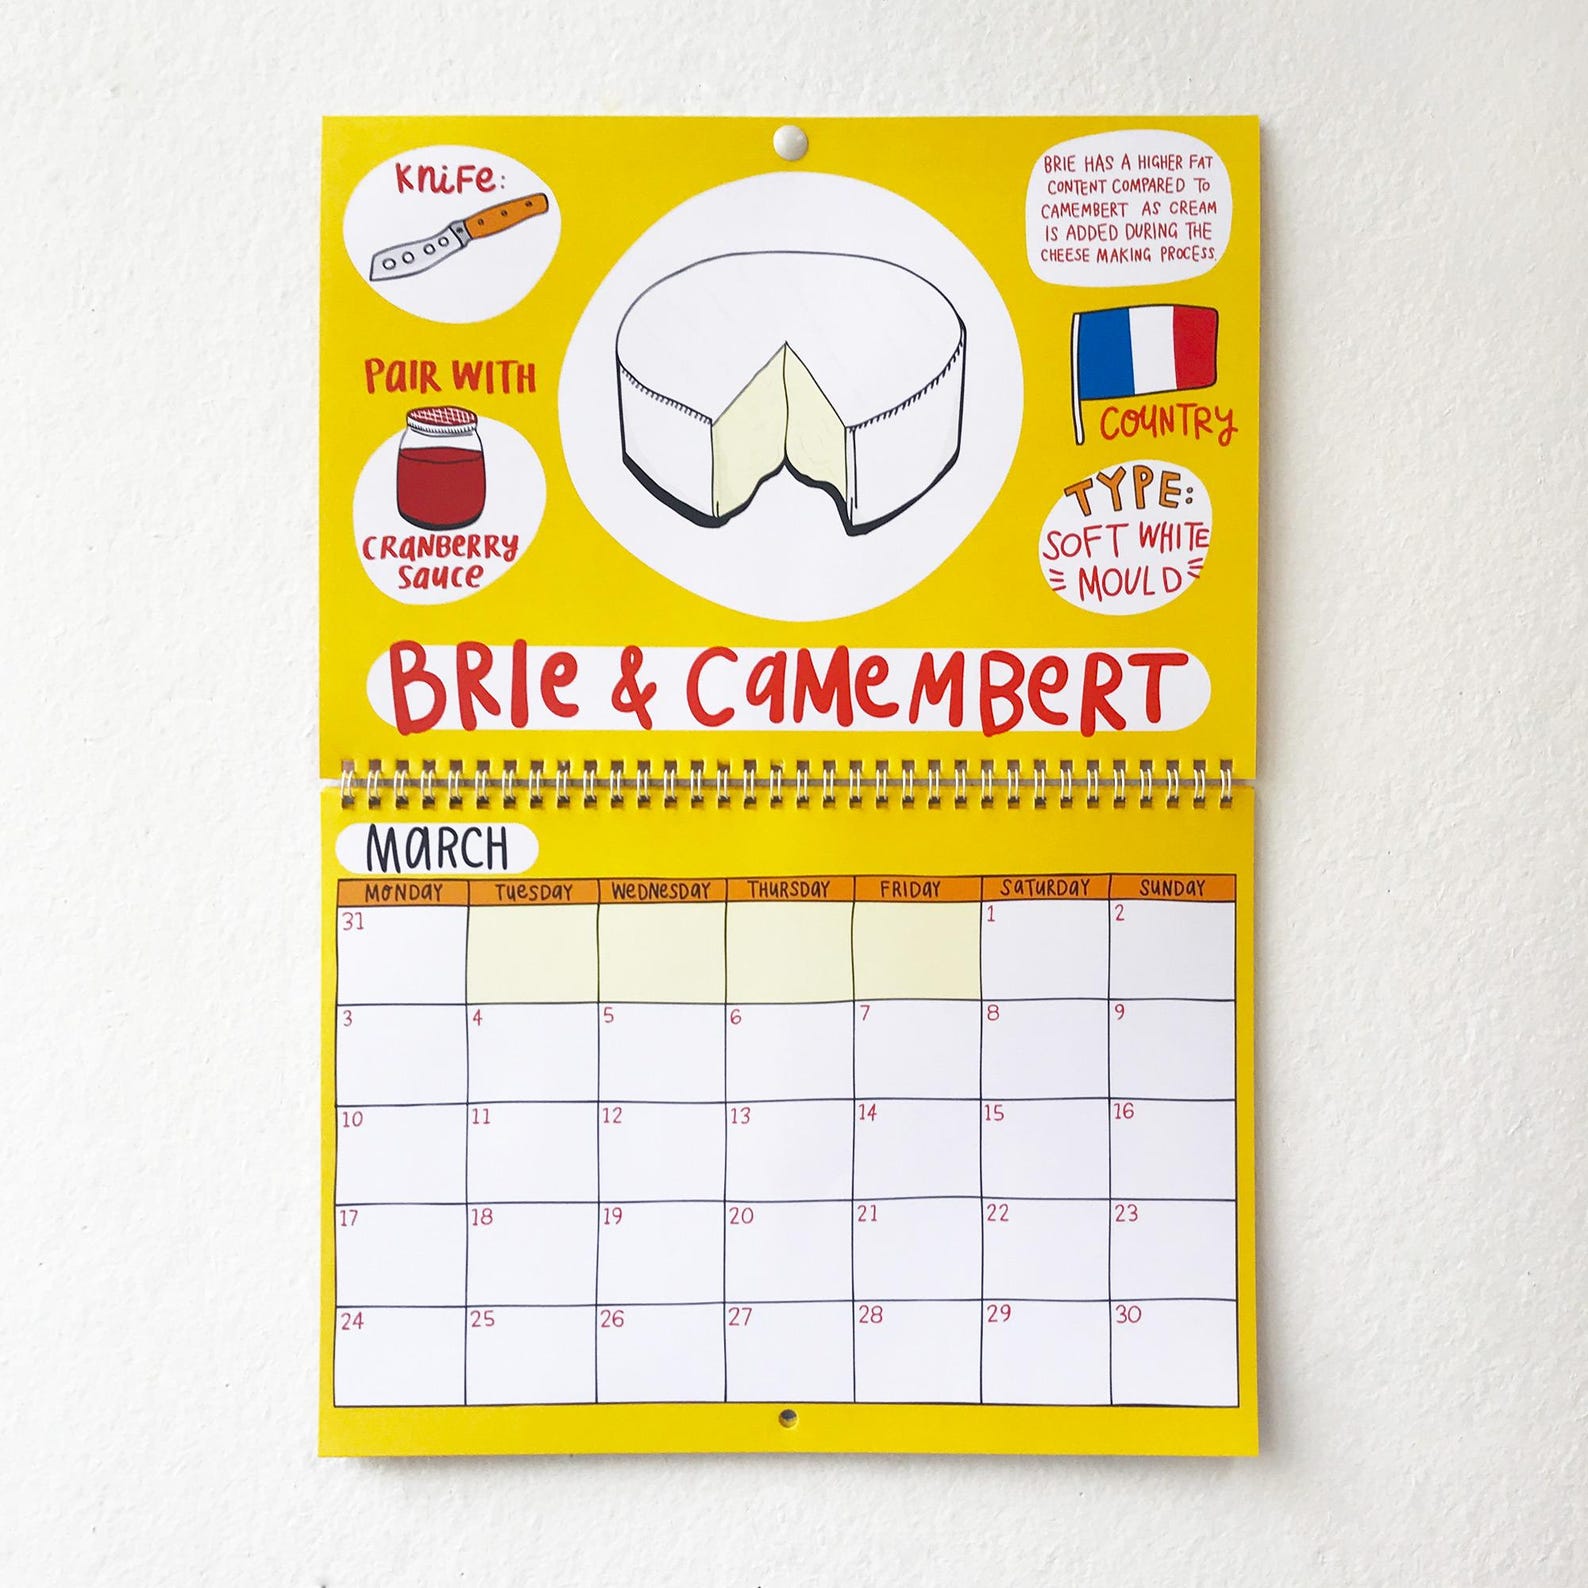 Knife:
PAIR WITH
CRANBERRY
SAUCE
BRIE HAS A HIGHER FAT
CONTENT COMPARED TO
CAMEMBERT AS CREAM
IS ADDED DURING THE
CHEESE MAKING PROCESS.
COUNTRY
TYPE:
SOFT WHITE
MOULD
BRIE & CAMEMBERT
MARCH
MONDAY TUESDAY WEDNESDAY THURSDAY FRIDAY SATURDAY SUNDAY
31 1 2
3 4 5 6 7 8 9
10 11 12 13 14 15 16
17 18 19 20 21 22 23
24 25 26 27 28 29 30